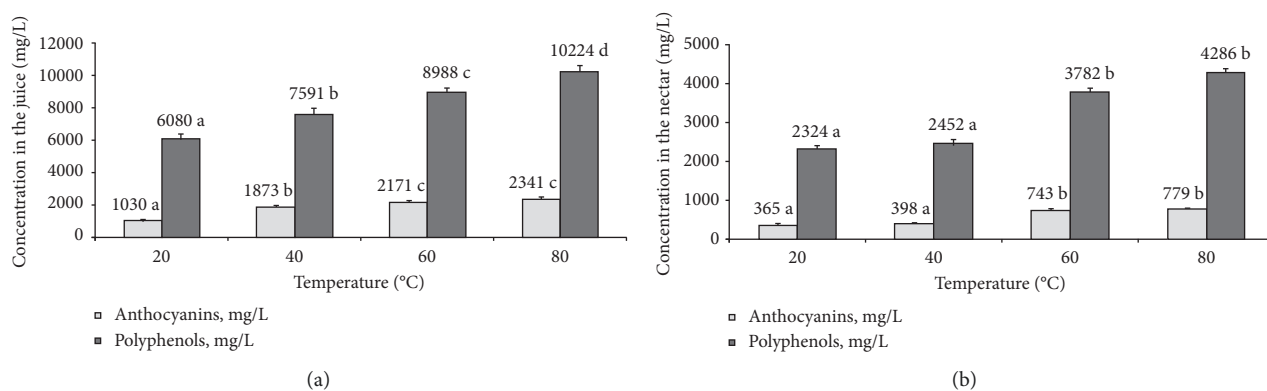 Concentration in the juice (mg/L)
12000
10000
8000
6000
4000
2000
0
1030 a
6080 a
1873 b
7591 b
2171 c
8988 c
2341 c
10224 d
20
40
60
80
Temperature (°C)
Anthocyanins, mg/L
Polyphenols, mg/L
(a)
Concentration in the nectar (mg/L)
5000
4000
3000
2000
1000
0
365 a
2324 a
398 a
2452 a
743 b
3782 b
779 b
4286 b
20
40
60
80
Temperature (°C)
Anthocyanins, mg/L
Polyphenols, mg/L
(b)